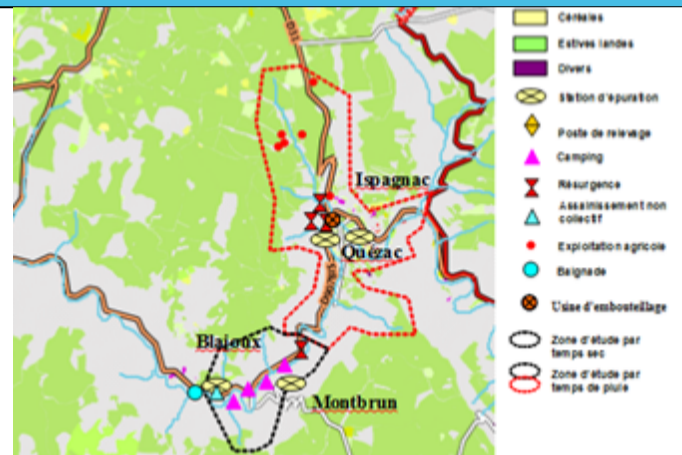 D31
Ispagnac
Quézac
Blajoux
Montbrun
Céréales
Estives landes
Divers
Station d'épuration
Poste de relevage
Camping
Résurgence
Assainissement non
collectif
Exploitation agricole
Baignade
Usine d'embouteillage
Zone d'étude par
temps sec
Zone d'étude par
temps de pluie